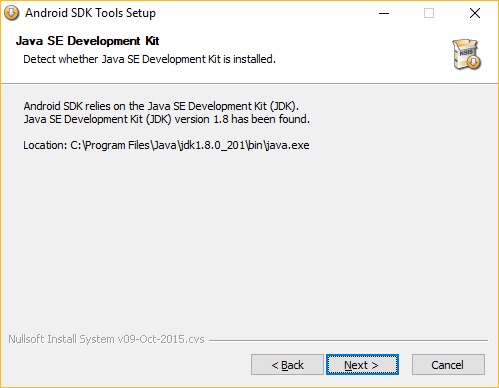 Android SDK Tools Setup
Java SE Development Kit
Detect whether Java SE Development Kit is installed.
Android SDK relies on the Java SE Development Kit (JDK).
Java SE Development Kit (JDK) version 1.8 has been found.
Location: C:\Program Files\Java\jdk1.8.0_201\bin\java.exe
Nullsoft Install System v09-Oct-2015.cvs
< Back
Next >
Cancel